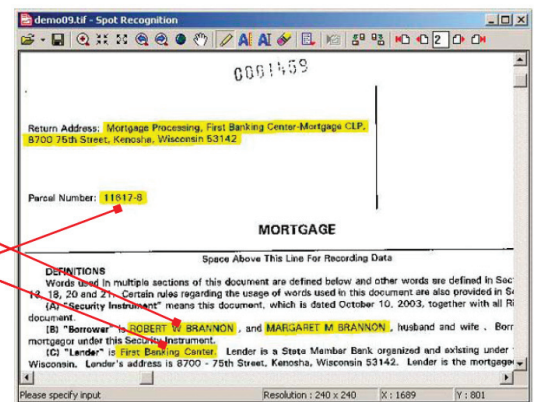 demo09.tif - Spot Recognition
2
0001459
Return Address: Mortgage Processing, First Banking Center-Mortgage CLP,
8700 75th Street, Kenosha, Wisconsin 53142
Parcel Number: 11617-8
MORTGAGE
Space Above This Line For Recording Data
DEFINITIONS
Words used in multiple sections of this document are defined below and other words are defined in Sec
13, 18, 20 and 21. Certain rules regarding the usage of words used in this document are also provided in Se
(A) "Security Instrument" means this document, which is dated October 10, 2003, together with all Ri
document.
(B) "Borrower" is ROBERT W BRANNON , and MARGARET M BRANNON , husband and wife . Borr
mortgagor under this Security Instrument.
(C) "Lender" is First Banking Center. Lender is a State Member Bank organized and existing under
Wisconsin. Lender's address is 8700 - 75th Street, Kenosha, Wisconsin 53142. Lender is the mortgagee
Please specify input
Resolution : 240 x 240
X : 1689
Y : 801